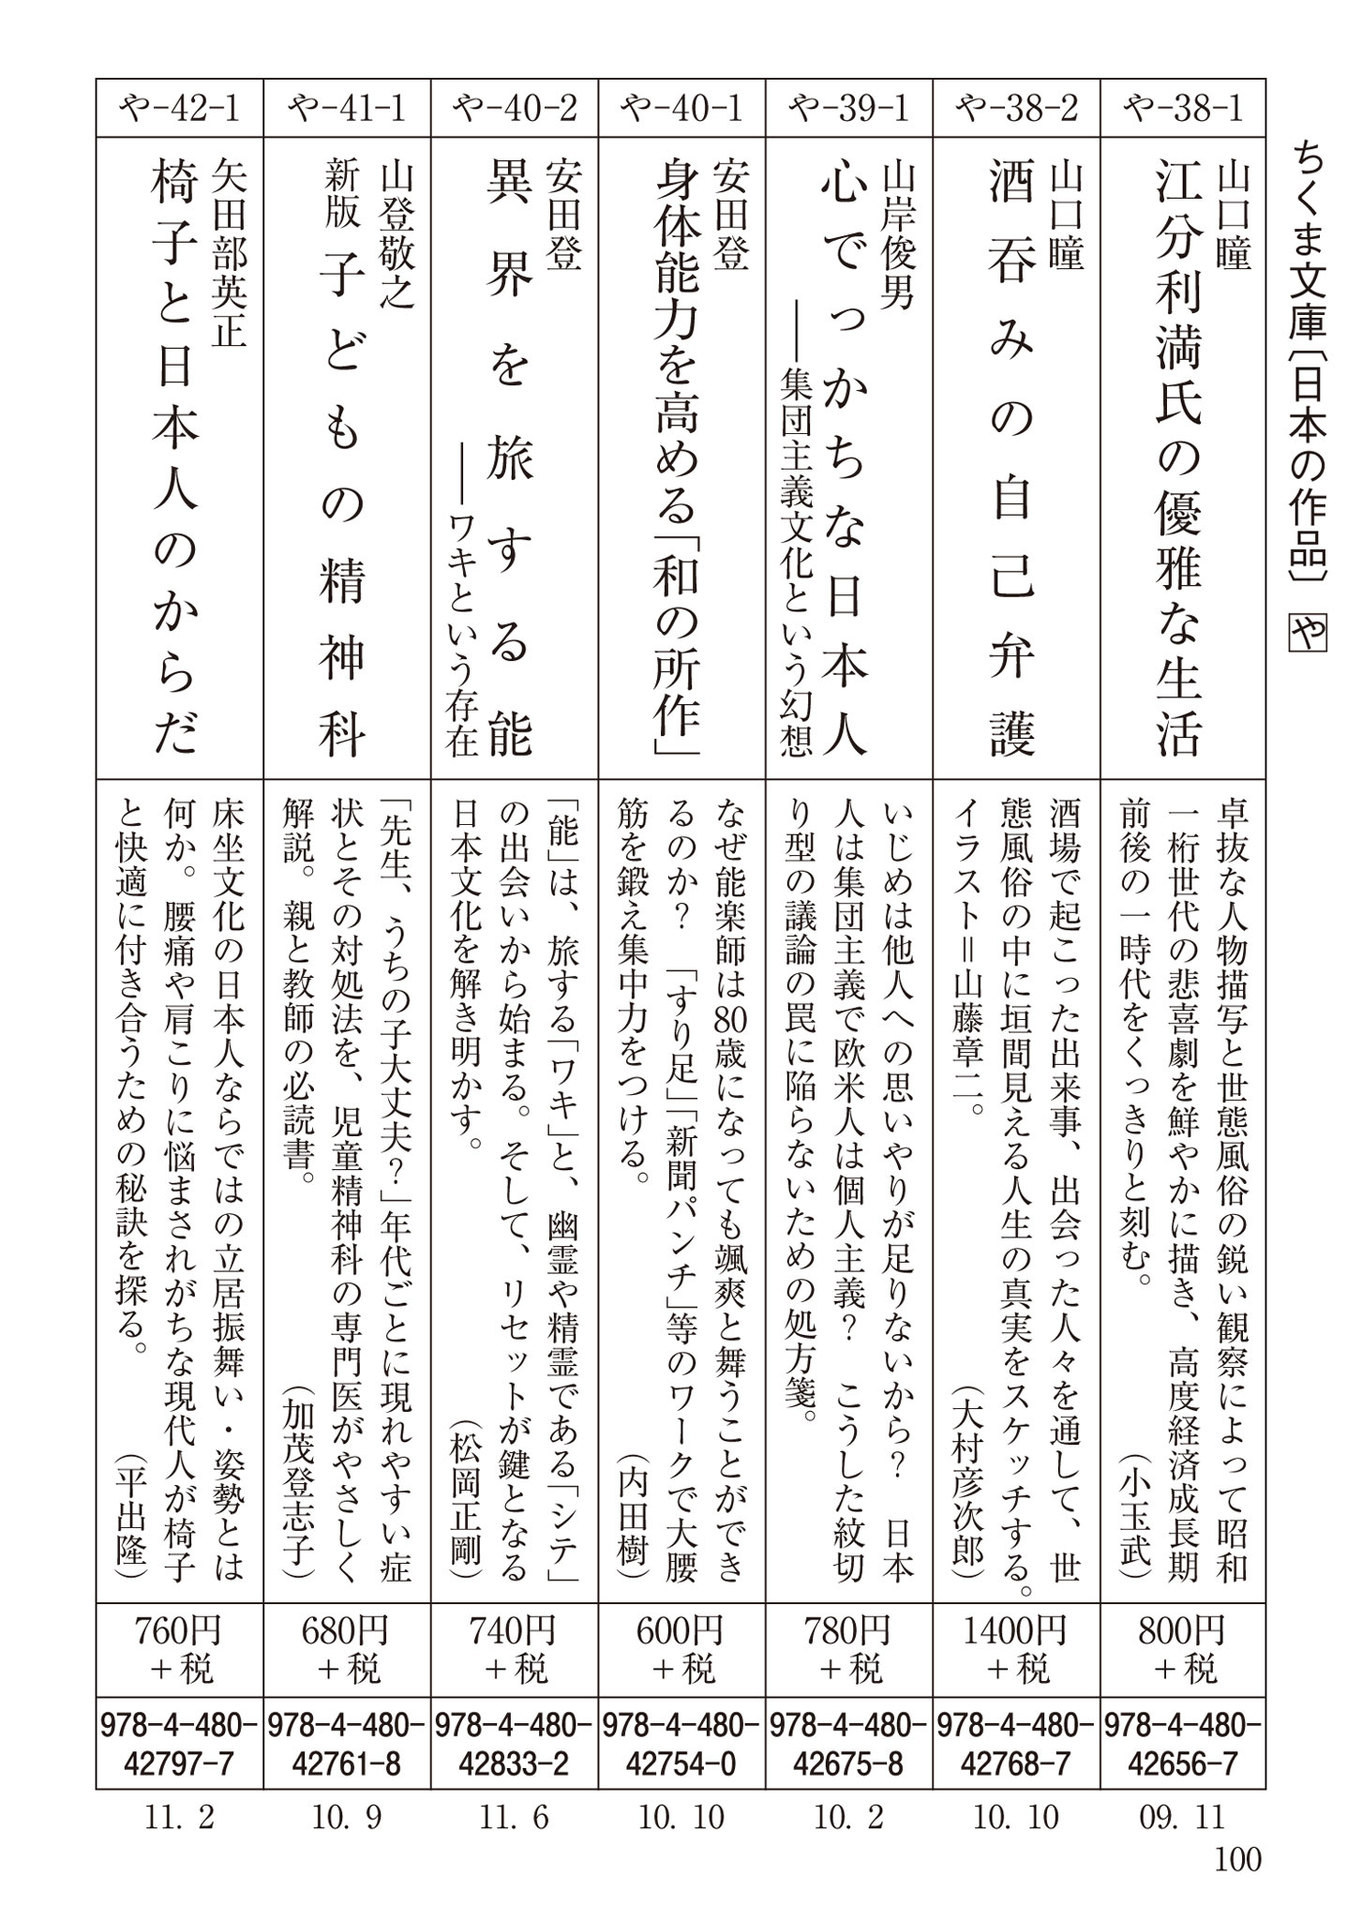 ちくま文庫〔日本の作品〕 や
や-38-1
山口瞳
江分利満氏の優雅な生活
卓抜な人物描写と世態風俗の鋭い観察によって昭和
一桁世代の悲喜劇を鮮やかに描き、高度経済成長期
前後の一時代をくっきりと刻む。 (小玉武)
800円
+税
978-4-480-
42656-7
09. 11
や-38-2
山口瞳
酒呑みの自己弁護
酒場で起こった出来事、出会った人々を通して、世
態風俗の中に垣間見える人生の真実をスケッチする。
イラスト=山藤章二。 (大村彦次郎)
1400円
+税
978-4-480-
42768-7
10. 10
や-39-1
山岸俊男
心でっかちな日本人
――集団主義文化という幻想
いじめは他人への思いやりが足りないから? 日本
人は集団主義で欧米人は個人主義? こうした紋切
り型の議論の罠に陥らないための処方箋。
780円
+税
978-4-480-
42675-8
10. 2
や-40-1
安田登
身体能力を高める「和の所作」
なぜ能楽師は80歳になっても颯爽と舞うことができ
るのか? 「すり足」「新聞パンチ」等のワークで大腰
筋を鍛え集中力をつける。 (内田樹)
600円
+税
978-4-480-
42754-0
10. 10
や-40-2
安田登
異界を旅する能
――ワキという存在
「能」は、旅する「ワキ」と、幽霊や精霊である「シテ」
の出会いから始まる。そして、リセットが鍵となる
日本文化を解き明かす。 (松岡正剛)
740円
+税
978-4-480-
42833-2
11. 6
や-41-1
山登敬之
新版 子どもの精神科
「先生、うちの子大丈夫?」年代ごとに現れやすい症
状とその対処法を、児童精神科の専門医がやさしく
解説。親と教師の必読書。 (加茂登志子)
680円
+税
978-4-480-
42761-8
10. 9
や-42-1
矢田部英正
椅子と日本人のからだ
床坐文化の日本人ならではの立居振舞い・姿勢とは
何か。腰痛や肩こりに悩まされがちな現代人が椅子
と快適に付き合うための秘訣を探る。 (平出隆)
760円
+税
978-4-480-
42797-7
11. 2
100